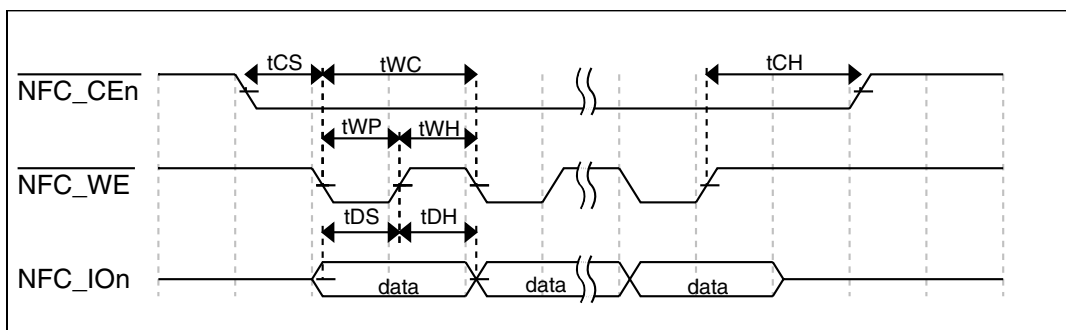 tCS tWC tCH
NFC_CEn
tWP tWH
NFC_WE
tDS tDH
NFC_IOn
data data data